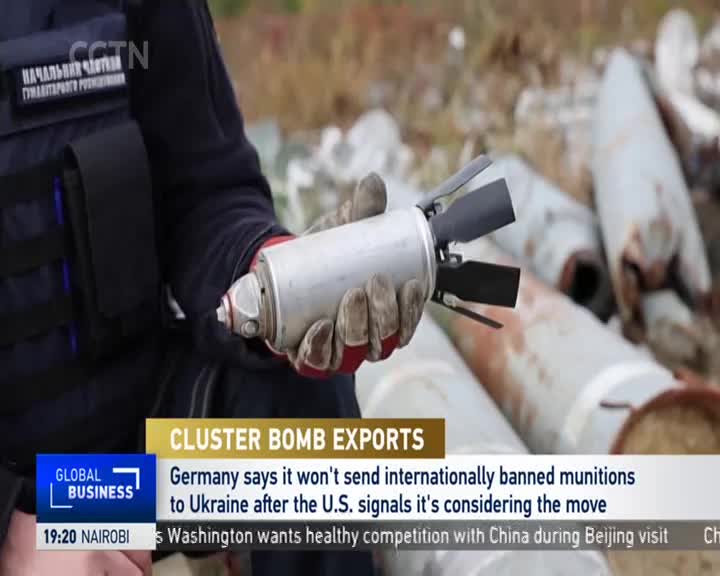 CGTN
НАЧАЛЬНИК ЧАСТИНИ
ГУМАНІТАРНОГО РОЗМІНУВАННЯ
CLUSTER BOMB EXPORTS
GLOBAL BUSINESS
Germany says it won't send internationally banned munitions
to Ukraine after the U.S. signals it's considering the move
19:20 NAIROBI
s Washington wants healthy competition with China during Beijing visit Ch